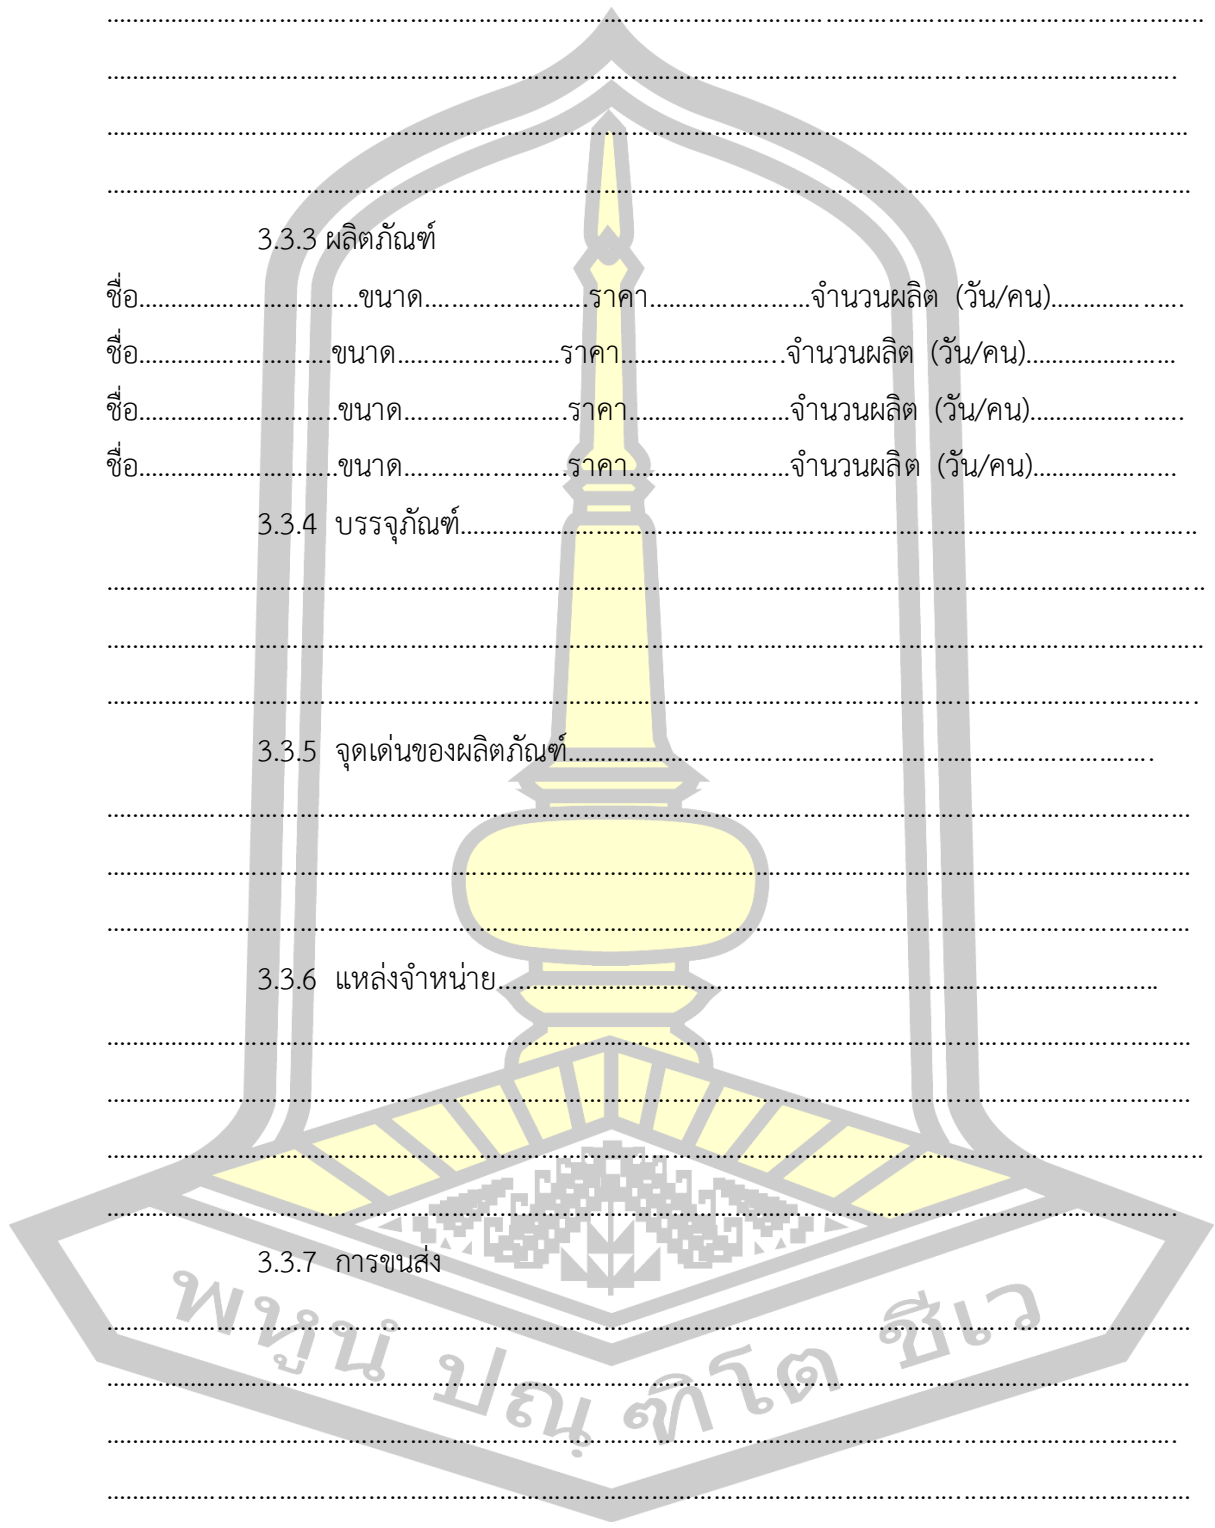 ................................................................................................................................
................................................................................................................................
................................................................................................................................
................................................................................................................................
3.3.3 ผลิตภัณฑ์
ชื่อ.................................ขนาด.........................ราคา.........................จำนวนผลิต (วัน/คน)....................
ชื่อ.............................ขนาด.........................ราคา.........................จำนวนผลิต (วัน/คน).......................
ชื่อ..............................ขนาด.........................ราคา.........................จำนวนผลิต (วัน/คน).......................
ชื่อ..............................ขนาด.........................ราคา.........................จำนวนผลิต (วัน/คน)......................
3.3.4 บรรจุภัณฑ์..............................................................................................................
................................................................................................................................
................................................................................................................................
................................................................................................................................
3.3.5 จุดเด่นของผลิตภัณฑ์.........................................................................................
................................................................................................................................
................................................................................................................................
................................................................................................................................
3.3.6 แหล่งจำหน่าย....................................................................................................
................................................................................................................................
................................................................................................................................
................................................................................................................................
................................................................................................................................
3.3.7 การขนส่ง
................................................................................................................................
................................................................................................................................
................................................................................................................................
................................................................................................................................
พหูนํ ปณฺฑิโต ชีเว